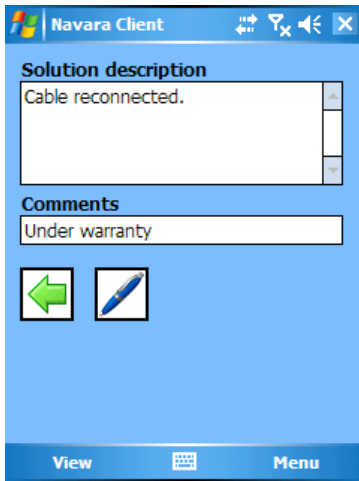 Navara Client
Solution description
Cable reconnected.
Comments
Under warranty
View
Menu